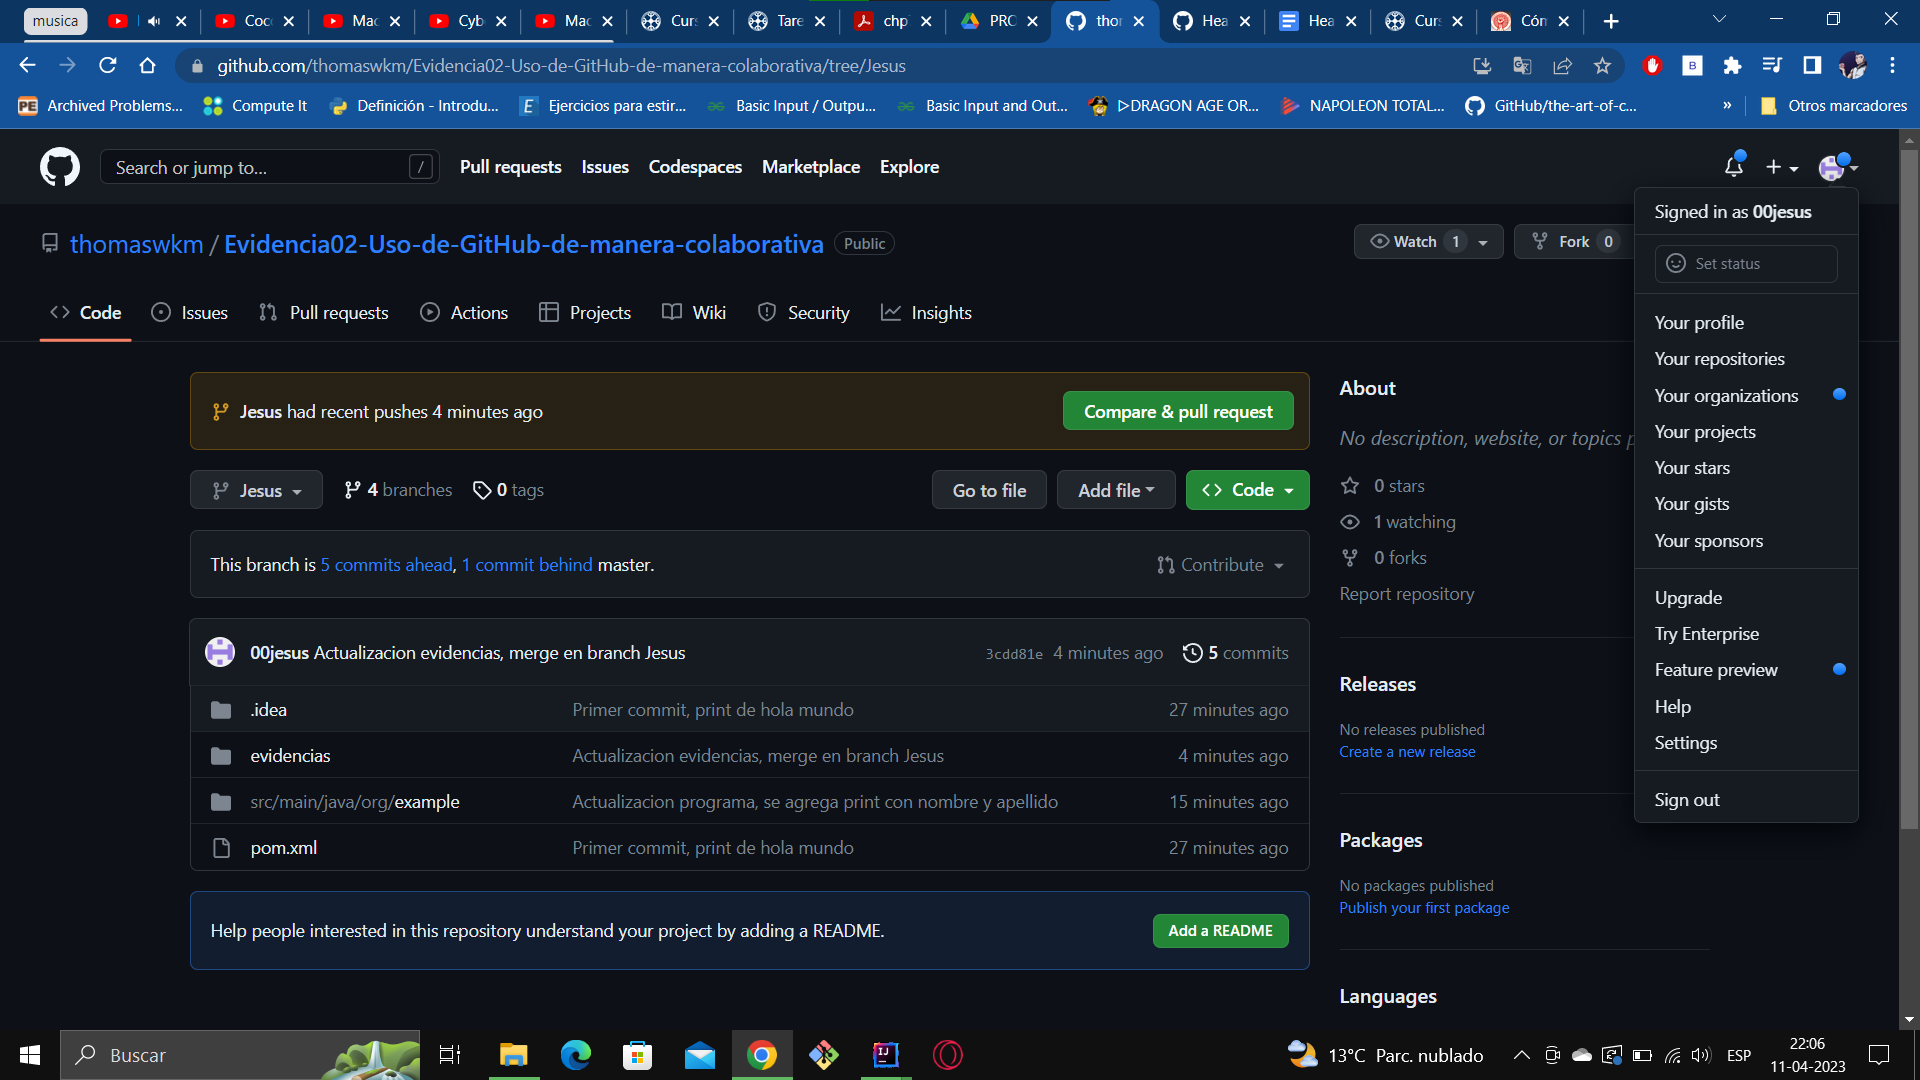 musica
Coco
Mac
Cyb
Mac
Curs
Tare
chp
PRO
thor
Hea
Hea
Curs
Cóm
github.com/thomaswkm/Evidencia02-Uso-de-GitHub-de-manera-colaborativa/tree/Jesus
Archived Problems...
Compute It
Definición - Introdu...
Ejercicios para estir...
Basic Input / Outpu...
Basic Input and Out...
ᐅDRAGON AGE OR...
NAPOLEON TOTAL...
GitHub/the-art-of-c...
»
Otros marcadores
Search or jump to...
/
Pull requests
Issues
Codespaces
Marketplace
Explore
Signed in as 00jesus
Set status
Your profile
Your repositories
Your organizations
Your projects
Your stars
Your gists
Your sponsors
Upgrade
Try Enterprise
Feature preview
Help
Settings
Sign out
thomaswkm / Evidencia02-Uso-de-GitHub-de-manera-colaborativa Public
Watch 1
Fork 0
Code
Issues
Pull requests
Actions
Projects
Wiki
Security
Insights
Jesus had recent pushes 4 minutes ago
Compare & pull request
Jesus
4 branches
0 tags
Go to file
Add file
Code
This branch is 5 commits ahead, 1 commit behind master.
Contribute
00jesus Actualizacion evidencias, merge en branch Jesus
3cdd81e 4 minutes ago
5 commits
.idea Primer commit, print de hola mundo 27 minutes ago
evidencias Actualizacion evidencias, merge en branch Jesus 4 minutes ago
src/main/java/org/example Actualizacion programa, se agrega print con nombre y apellido 15 minutes ago
pom.xml Primer commit, print de hola mundo 27 minutes ago
Help people interested in this repository understand your project by adding a README.
Add a README
About
No description, website, or topics p
0 stars
1 watching
0 forks
Report repository
Releases
No releases published
Create a new release
Packages
No packages published
Publish your first package
Languages
Buscar
13°C Parc. nublado
ESP
22:06
11-04-2023